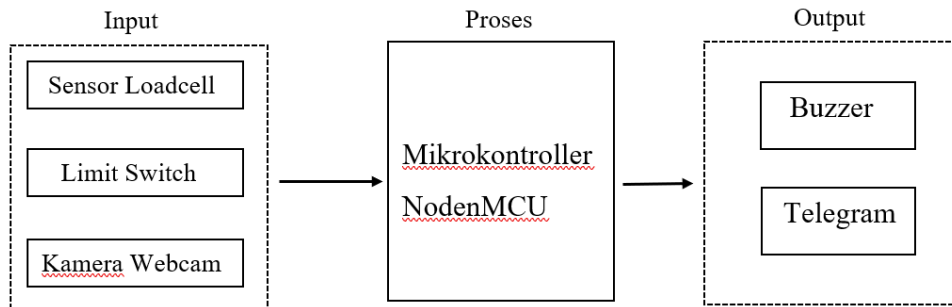 Input
Sensor Loadcell
Limit Switch
Kamera Webcam
Proses
Mikrokontroller
NodenMCU
Output
Buzzer
Telegram